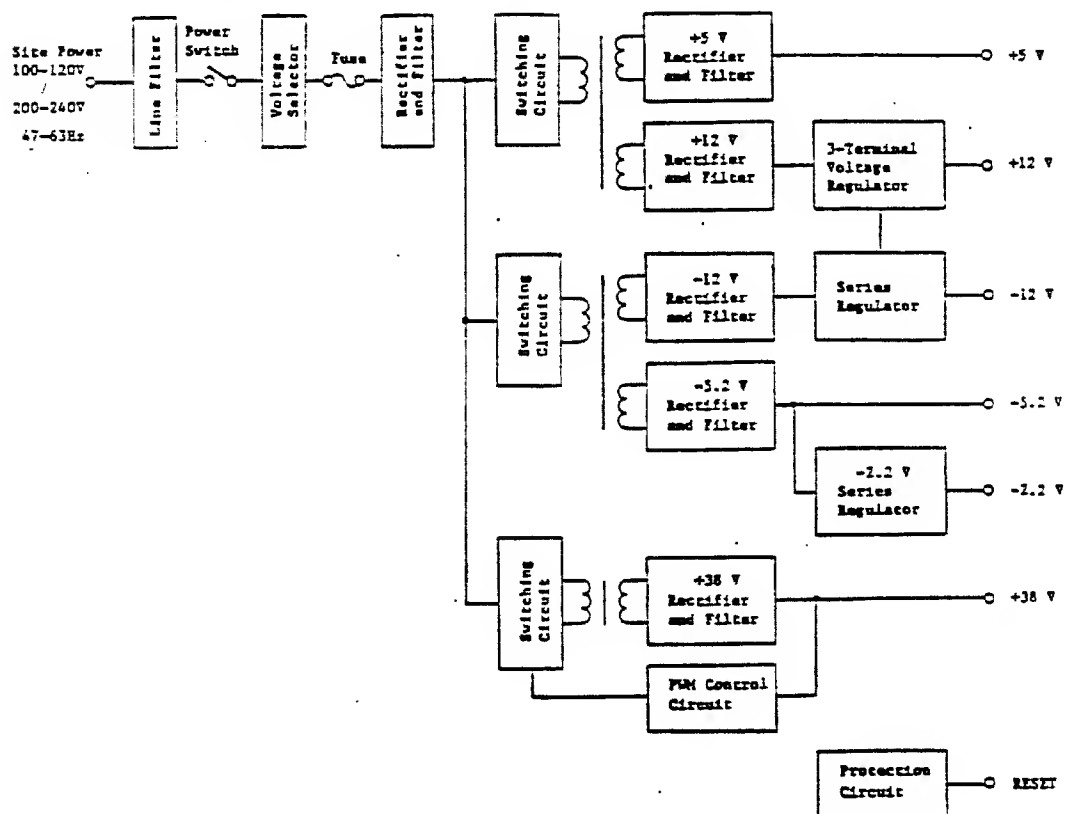 Site Power
100-120V
/
200-240V
47-63Hz
Line Filter
Power
Switch
Voltage
Selector
Fuse
Rectifier
and Filter
Switching
Circuit
+5 V
Rectifier
and Filter
+5 V
+12 V
Rectifier
and Filter
3-Terminal
Voltage
Regulator
+12 V
Switching
Circuit
-12 V
Rectifier
and Filter
Series
Regulator
-12 V
-5.2 V
Rectifier
and Filter
-5.2 V
-2.2 V
Series
Regulator
-2.2 V
Switching
Circuit
+38 V
Rectifier
and Filter
+38 V
PWM Control
Circuit
Protection
Circuit
RESET